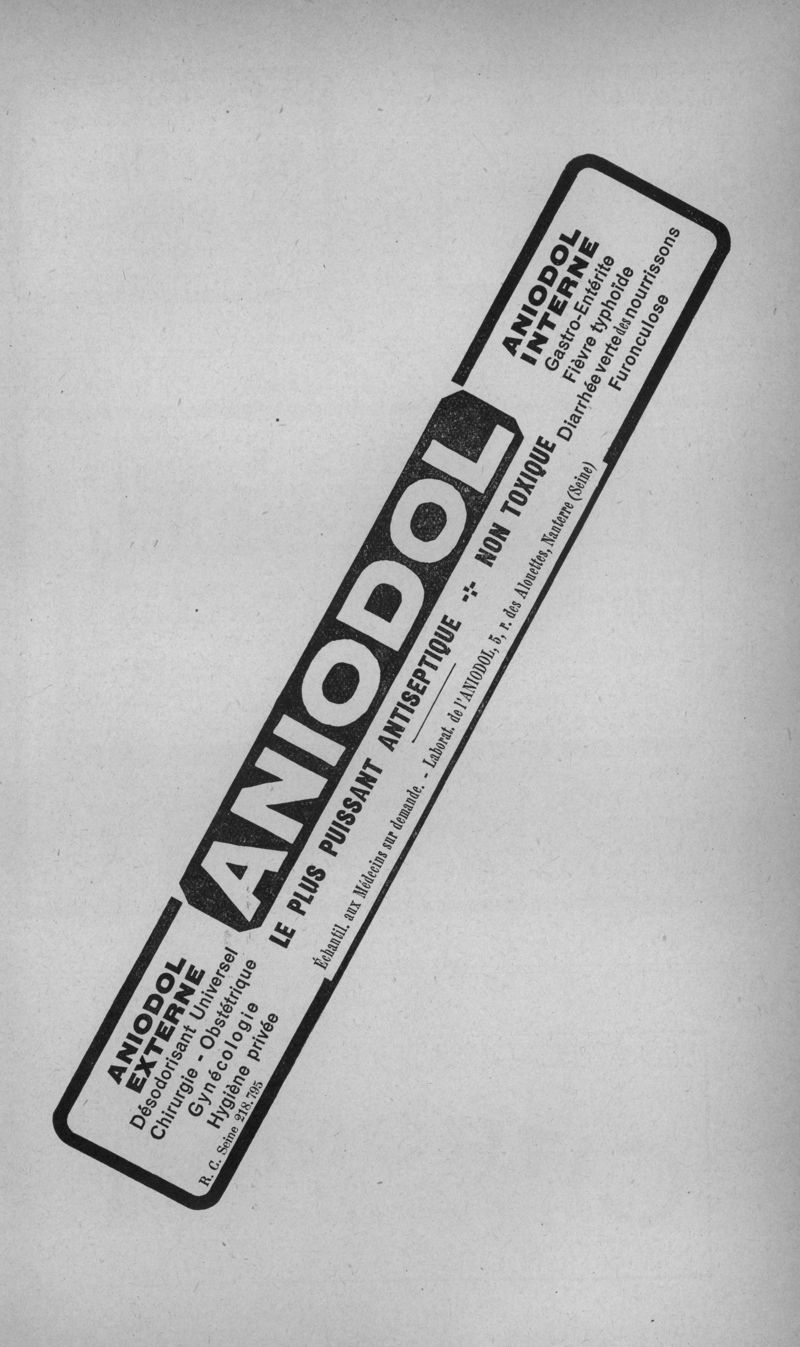 ANIODOL
EXTERNE
Désodorisant Universel
Chirurgie - Obstétrique
Gynécologie
Hygiène privée
R. C. Seine 218.795
ANIODOL
LE PLUS PUISSANT ANTISEPTIQUE -:- NON TOXIQUE
Échantil. aux Médecins sur demande. - Laborat. de l'ANIODOL, 5, r. des Alouettes, Nanterre (Seine)
ANIODOL
INTERNE
Gastro-Entérite
Fièvre typhoïde
Diarrhée verte des nourrissons
Furonculose